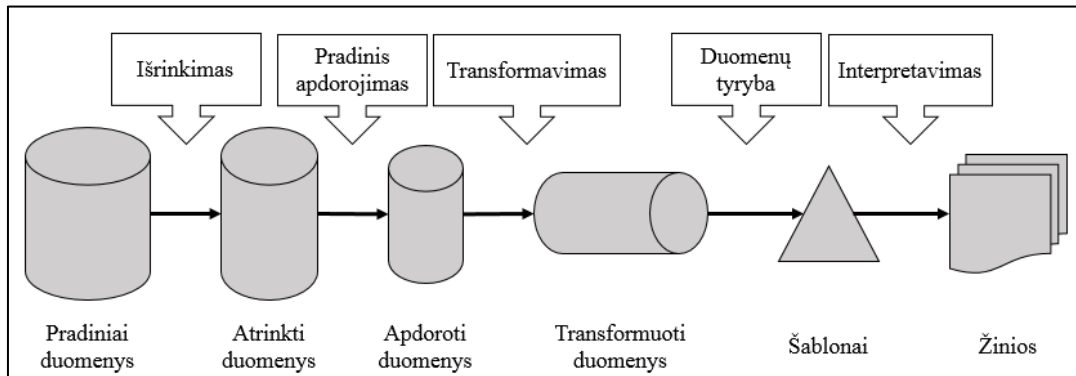 Išrinkimas
Pradinis
apdorojimas
Transformavimas
Duomenų
tyryba
Interpretavimas
Pradiniai
duomenys
Atrinkti
duomenys
Apdoroti
duomenys
Transformuoti
duomenys
Šablonai
Žinios